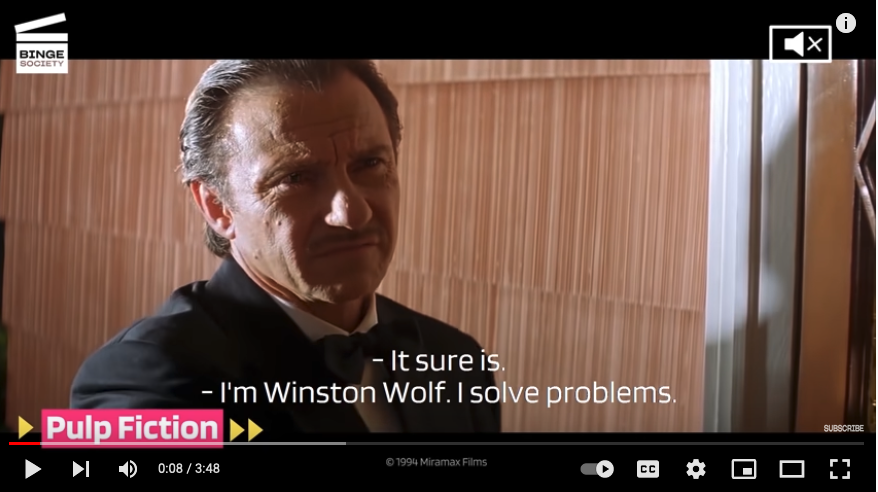 BINGE
SOCIETY
- It sure is.
- I'm Winston Wolf. I solve problems.
Pulp Fiction
SUBSCRIBE
0:08 / 3:48
© 1994 Miramax Films
CC